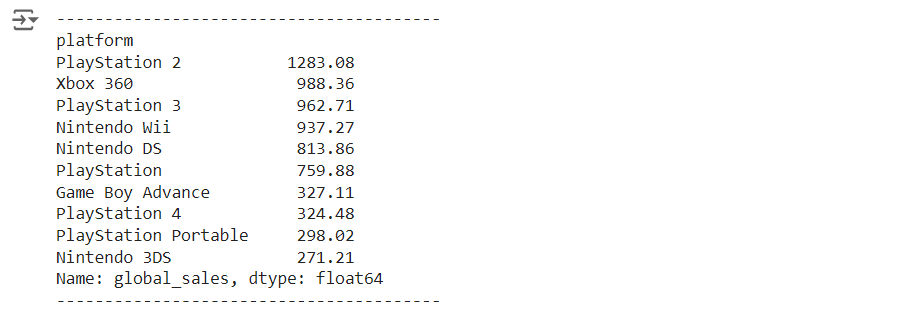 ----------------------------------------
platform
PlayStation 2           1283.08
Xbox 360                 988.36
PlayStation 3            962.71
Nintendo Wii             937.27
Nintendo DS              813.86
PlayStation              759.88
Game Boy Advance         327.11
PlayStation 4            324.48
PlayStation Portable     298.02
Nintendo 3DS             271.21
Name: global_sales, dtype: float64
----------------------------------------